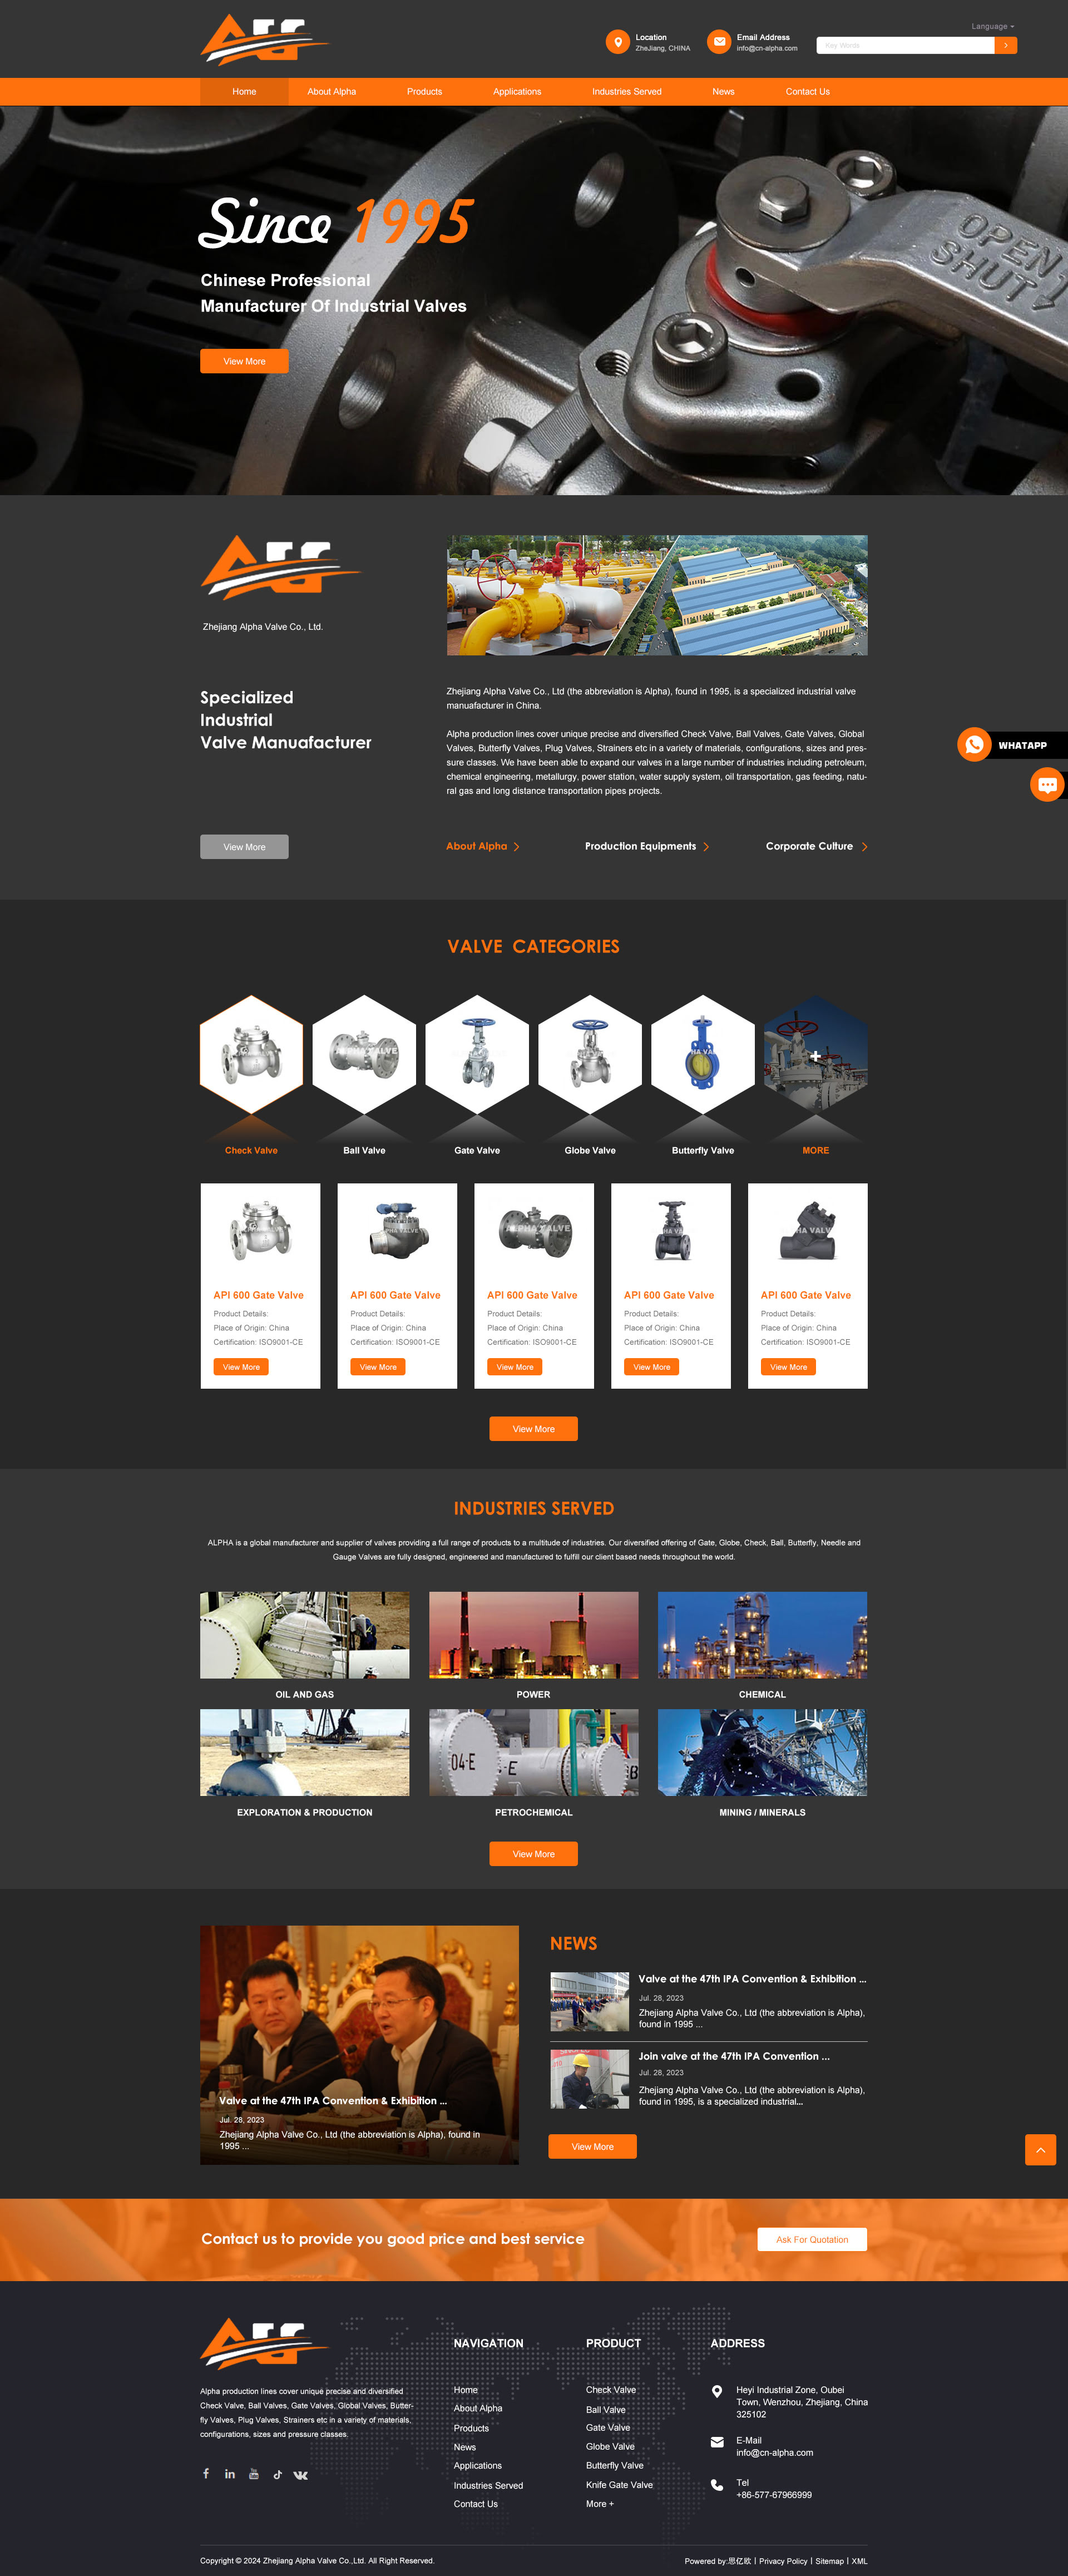 Language
Location
ZheJiang, CHINA
Email Address
info@cn-alpha.com
Key Words
Home
About Alpha
Products
Applications
Industries Served
News
Contact Us
OPEN
SHUT
Since 1995
Chinese Professional
Manufacturer Of Industrial Valves
View More
Zhejiang Alpha Valve Co., Ltd.
Specialized
Industrial
Valve Manuafacturer
View More
Zhejiang Alpha Valve Co., Ltd (the abbreviation is Alpha), found in 1995, is a specialized industrial valve
manuafacturer in China.
Alpha production lines cover unique precise and diversified Check Valve, Ball Valves, Gate Valves, Global
Valves, Butterfly Valves, Plug Valves, Strainers etc in a variety of materials, configurations, sizes and pres-
sure classes. We have been able to expand our valves in a large number of industries including petroleum,
chemical engineering, metallurgy, power station, water supply system, oil transportation, gas feeding, natu-
ral gas and long distance transportation pipes projects.
About Alpha
Production Equipments
Corporate Culture
WHATAPP
VALVE CATEGORIES
Check Valve
Ball Valve
Gate Valve
Globe Valve
Butterfly Valve
MORE
ALPHA VALVE
API 600 Gate Valve
Product Details:
Place of Origin: China
Certification: ISO9001-CE
View More
API 600 Gate Valve
Product Details:
Place of Origin: China
Certification: ISO9001-CE
View More
ALPHA VALVE
API 600 Gate Valve
Product Details:
Place of Origin: China
Certification: ISO9001-CE
View More
API 600 Gate Valve
Product Details:
Place of Origin: China
Certification: ISO9001-CE
View More
API 600 Gate Valve
Product Details:
Place of Origin: China
Certification: ISO9001-CE
View More
View More
INDUSTRIES SERVED
ALPHA is a global manufacturer and supplier of valves providing a full range of products to a multitude of industries. Our diversified offering of Gate, Globe, Check, Ball, Butterfly, Needle and
Gauge Valves are fully designed, engineered and manufactured to fulfill our client based needs throughout the world.
OIL AND GAS
POWER
CHEMICAL
04-E
-E
B
EXPLORATION & PRODUCTION
PETROCHEMICAL
MINING / MINERALS
View More
Valve at the 47th IPA Convention & Exhibition ...
Jul. 28, 2023
Zhejiang Alpha Valve Co., Ltd (the abbreviation is Alpha), found in
1995 ...
NEWS
Valve at the 47th IPA Convention & Exhibition ...
Jul. 28, 2023
Zhejiang Alpha Valve Co., Ltd (the abbreviation is Alpha),
found in 1995 ...
Join valve at the 47th IPA Convention ...
Jul. 28, 2023
Zhejiang Alpha Valve Co., Ltd (the abbreviation is Alpha),
found in 1995, is a specialized industrial...
View More
Contact us to provide you good price and best service
Ask For Quotation
Alpha production lines cover unique precise and diversified
Check Valve, Ball Valves, Gate Valves, Global Valves, Butter-
fly Valves, Plug Valves, Strainers etc in a variety of materials,
configurations, sizes and pressure classes.
NAVIGATION
Home
About Alpha
Products
News
Applications
Industries Served
Contact Us
PRODUCT
Check Valve
Ball Valve
Gate Valve
Globe Valve
Butterfly Valve
Knife Gate Valve
More +
ADDRESS
Heyi Industrial Zone, Oubei
Town, Wenzhou, Zhejiang, China
325102
E-Mail
info@cn-alpha.com
Tel
+86-577-67966999
Copyright © 2024 Zhejiang Alpha Valve Co.,Ltd. All Right Reserved.
Powered by:思亿欧 | Privacy Policy | Sitemap | XML